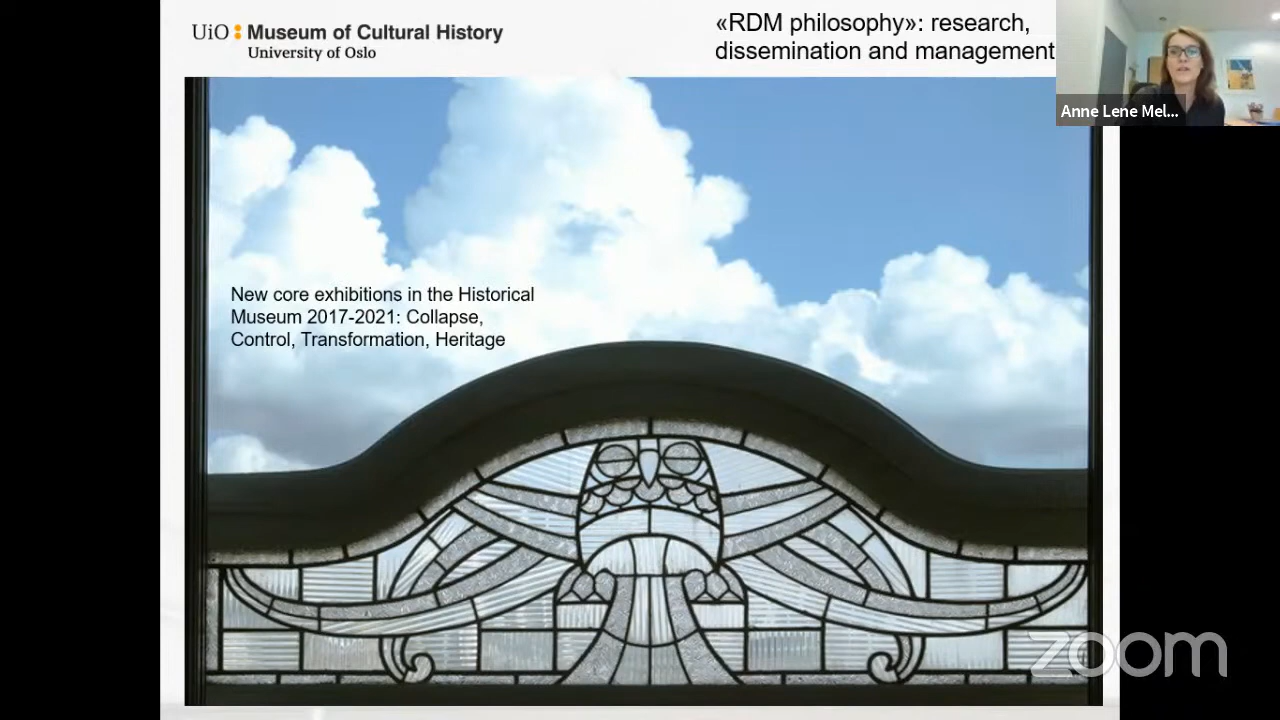 UiO Museum of Cultural History
University of Oslo
«RDM philosophy»: research,
dissemination and management
Anne Lene Mel...
New core exhibitions in the Historical
Museum 2017-2021: Collapse,
Control, Transformation, Heritage
zoom